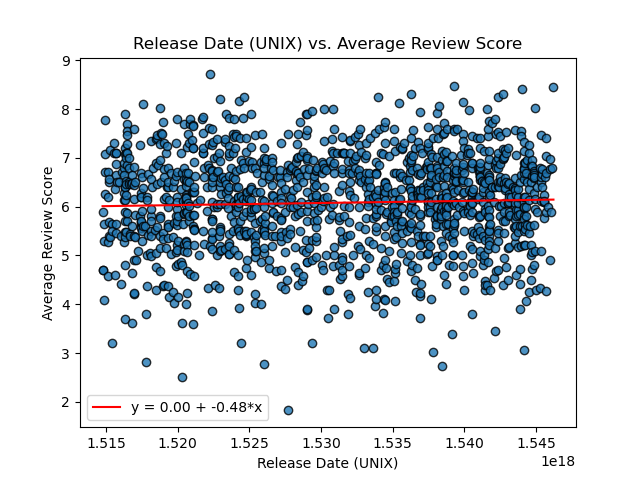 Release Date (UNIX) vs. Average Review Score
9
8
7
6
5
4
3
2
Average Review Score
y = 0.00 + -0.48*x
1.515 1.520 1.525 1.530 1.535 1.540 1.545
1e18
Release Date (UNIX)